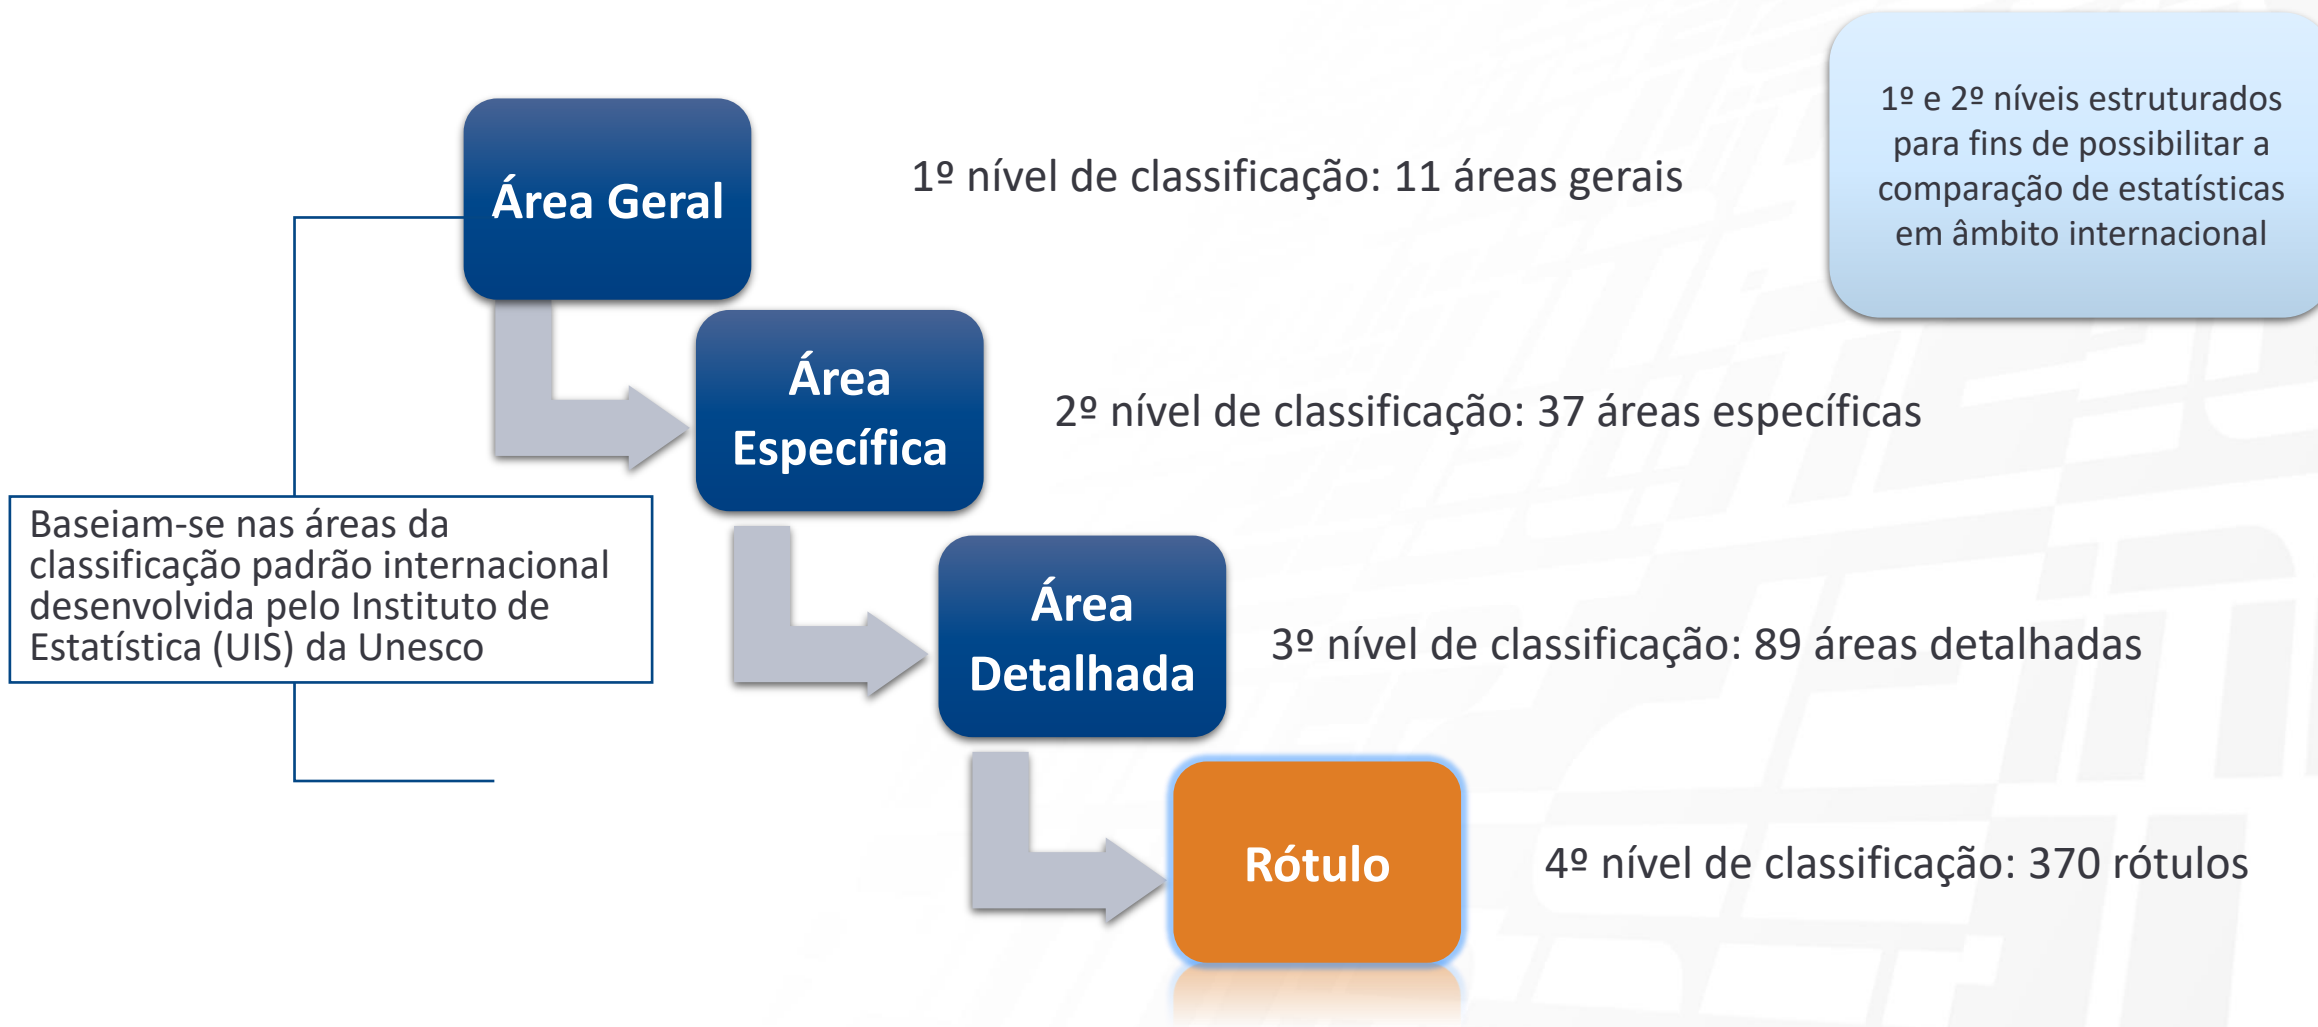 1º e 2º níveis estruturados
para fins de possibilitar a
comparação de estatísticas
em âmbito internacional
Área Geral
1º nível de classificação: 11 áreas gerais
Área
Específica
2º nível de classificação: 37 áreas específicas
Baseiam-se nas áreas da
classificação padrão internacional
desenvolvida pelo Instituto de
Estatística (UIS) da Unesco
Área
Detalhada
3º nível de classificação: 89 áreas detalhadas
Rótulo
4º nível de classificação: 370 rótulos